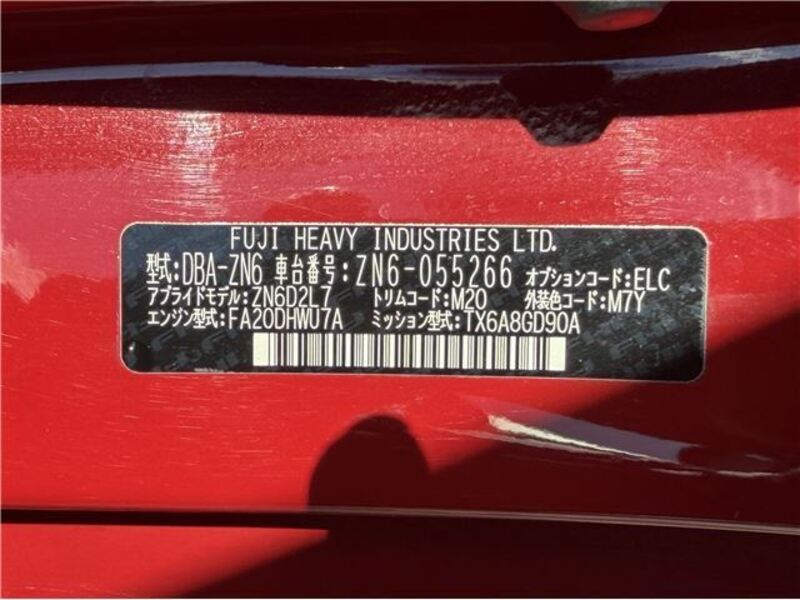 FUJI HEAVY INDUSTRIES LTD.
型式:DBA-ZN6 車台番号:ZN6-055266 オプションコード:ELC
アプライドモデル:ZN6D2L7 トリムコード:M20 外装色コード:M7Y
エンジン型式:FA20DHWU7A ミッション型式:TX6A8GD90A